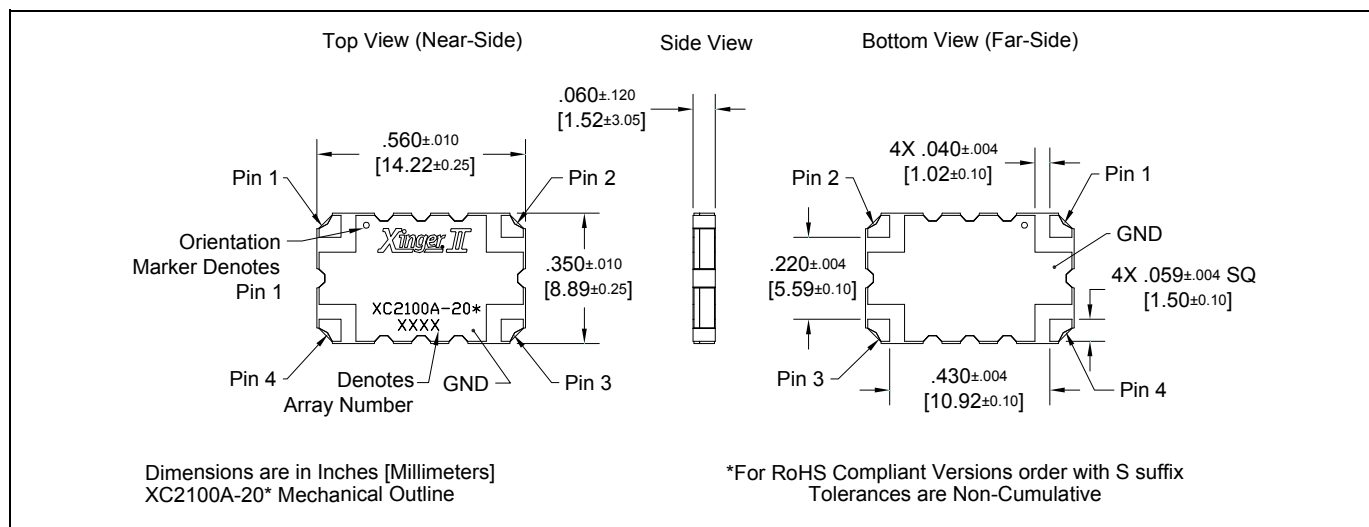 Top View (Near-Side)
Side View
Bottom View (Far-Side)
.060±.120
[1.52±3.05]
.560±.010
[14.22±0.25]
4X .040±.004
[1.02±0.10]
Pin 1
Pin 2
Pin 2
Pin 1
Orientation
Marker Denotes
Pin 1
Xinger II
GND
.350±.010
[8.89±0.25]
.220±.004
[5.59±0.10]
4X .059±.004 SQ
[1.50±0.10]
XC2100A-20*
XXXX
Pin 4
Denotes
Array Number
GND
Pin 3
Pin 3
.430±.004
[10.92±0.10]
Pin 4
Dimensions are in Inches [Millimeters]
XC2100A-20* Mechanical Outline
*For RoHS Compliant Versions order with S suffix
Tolerances are Non-Cumulative